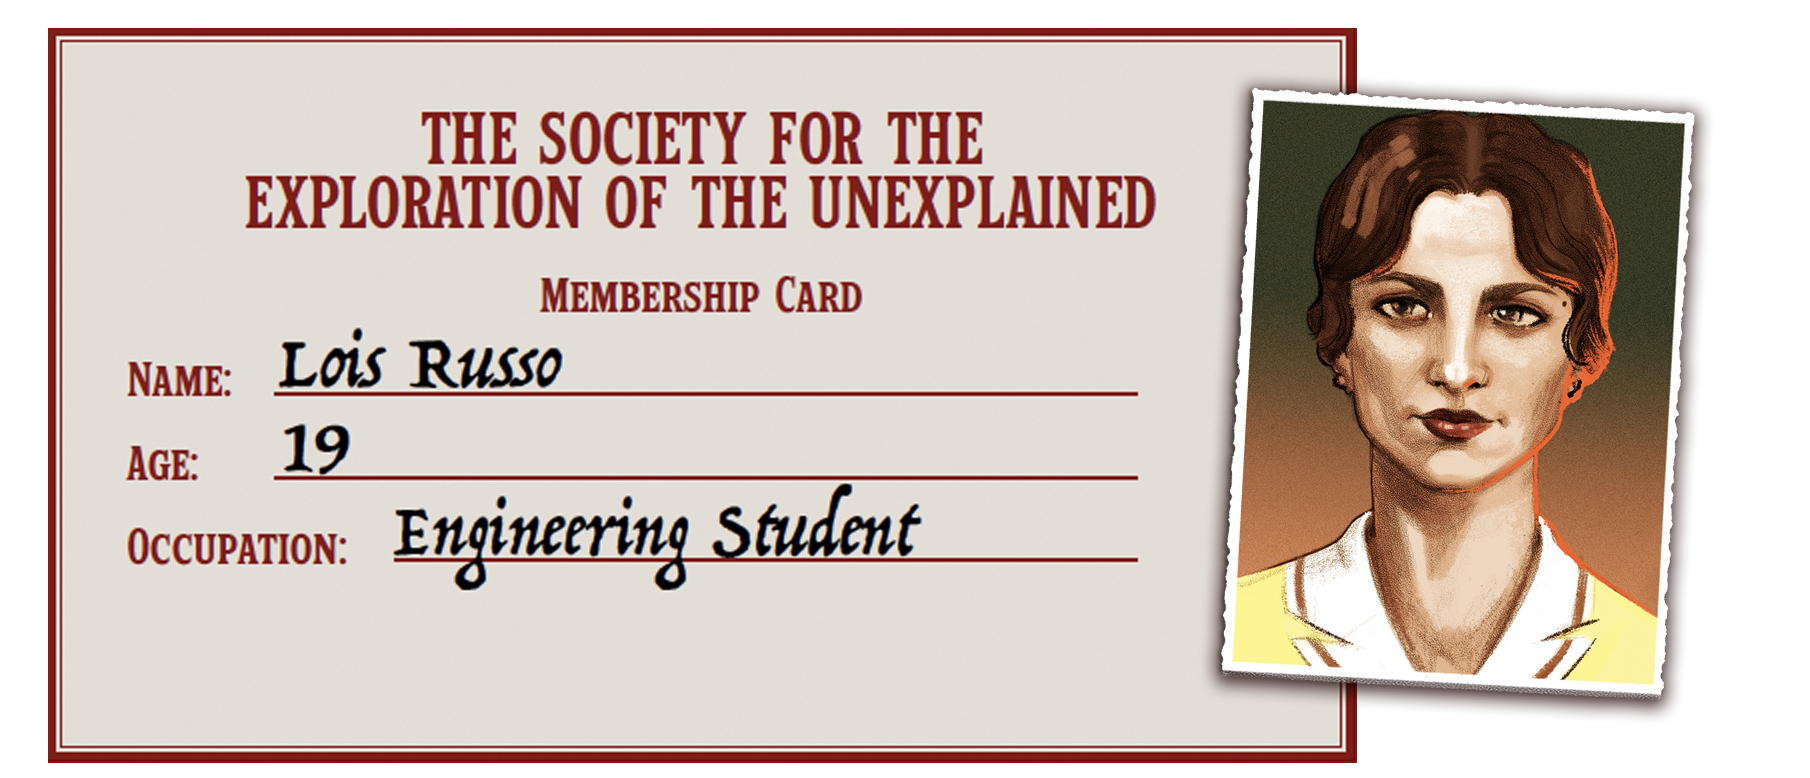 THE SOCIETY FOR THE
EXPLORATION OF THE UNEXPLAINED
MEMBERSHIP CARD
NAME: Lois Russo
AGE: 19
OCCUPATION: Engineering Student